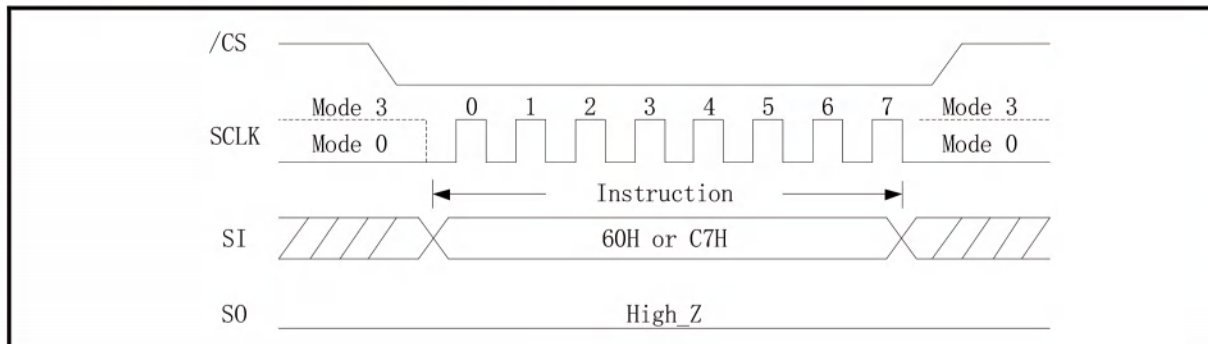 /CS
Mode 3 0 1 2 3 4 5 6 7 Mode 3
SCLK
Mode 0 Mode 0
Instruction
SI 60H or C7H
SO High_Z